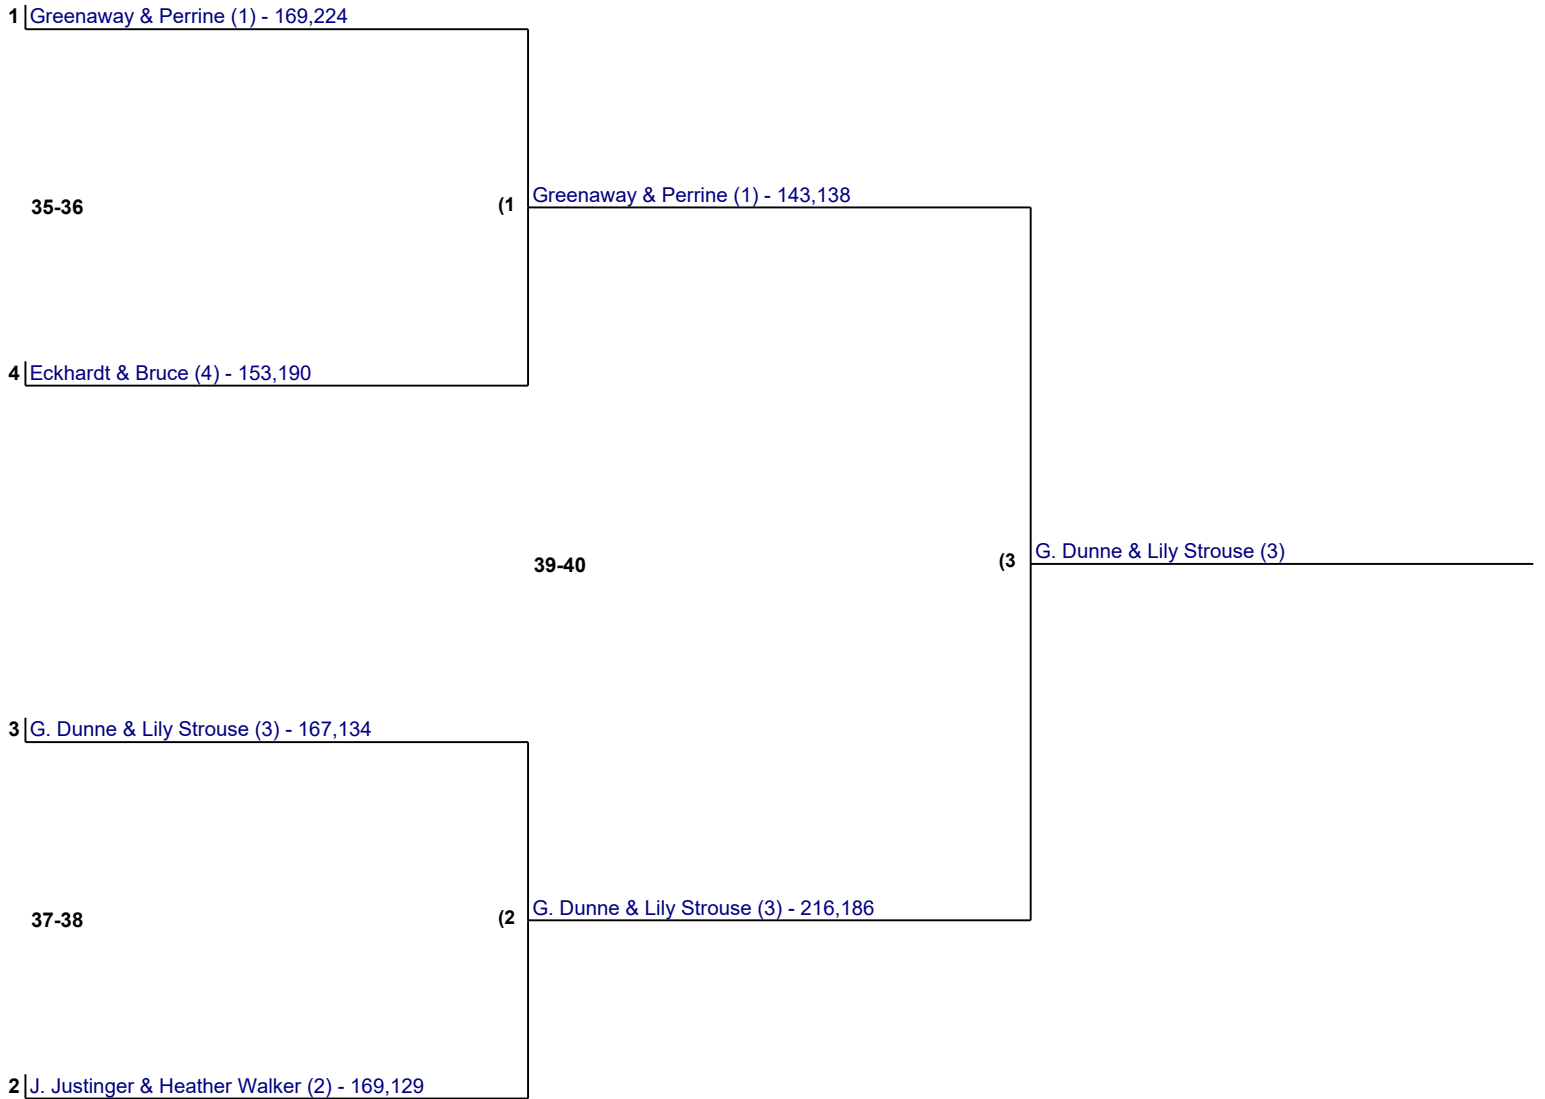 1 Greenaway & Perrine (1) - 169,224
35-36
(1
Greenaway & Perrine (1) - 143,138
4 Eckhardt & Bruce (4) - 153,190
39-40
(3
G. Dunne & Lily Strouse (3)
3 G. Dunne & Lily Strouse (3) - 167,134
37-38
(2
G. Dunne & Lily Strouse (3) - 216,186
2 J. Justinger & Heather Walker (2) - 169,129